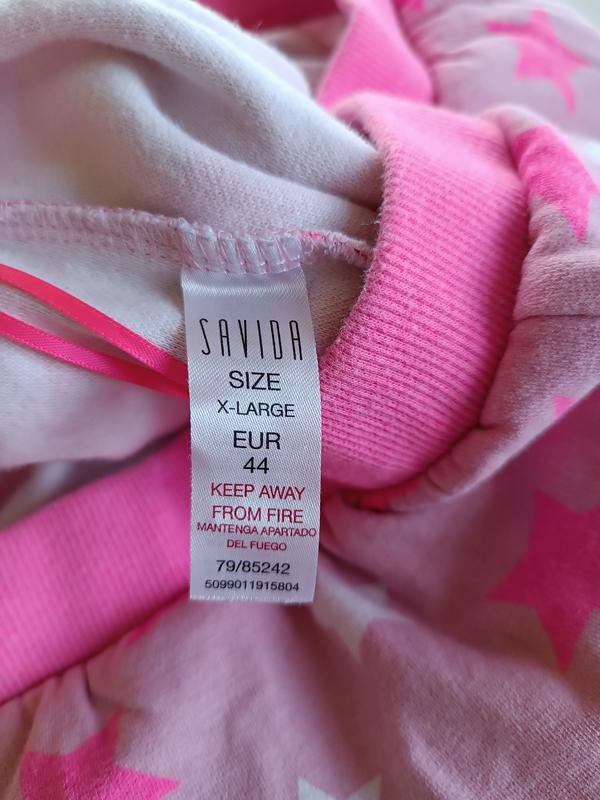 SAVIDA
SIZE
X-LARGE
EUR
44
KEEP AWAY
FROM FIRE
MANTENGA APARTADO
DEL FUEGO
79/85242
5099011915804